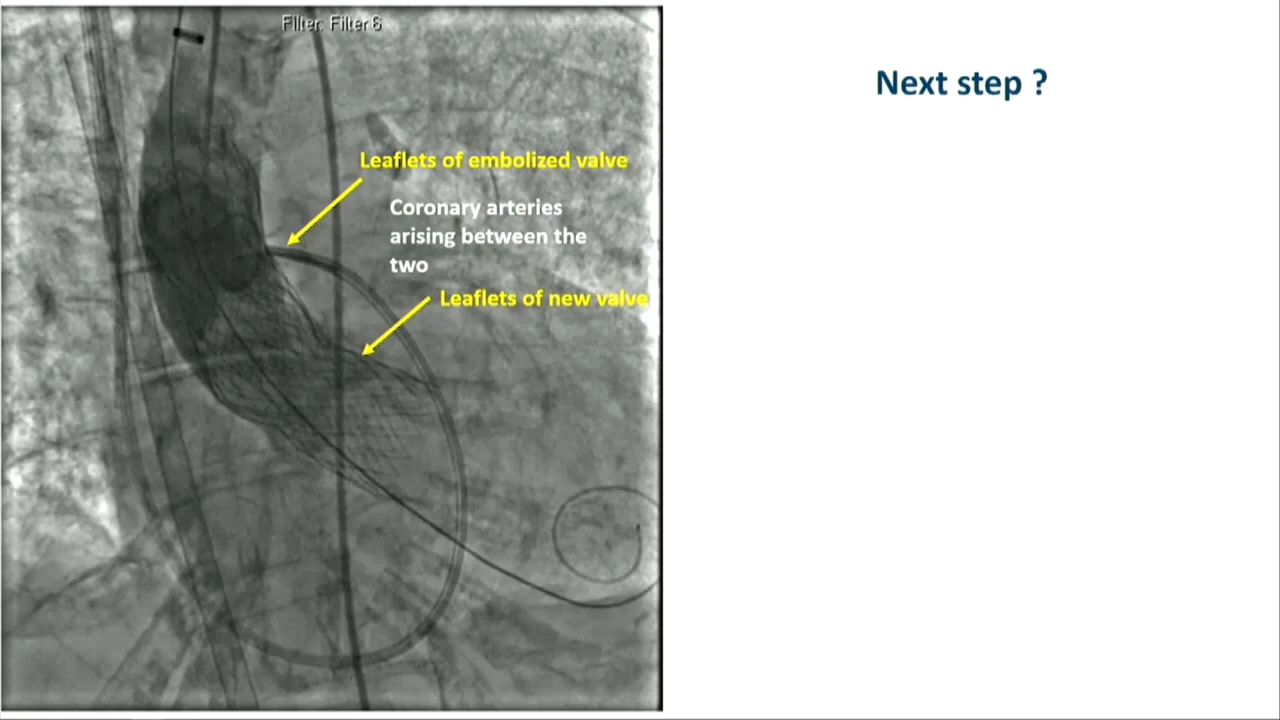 Filter: Filter 6
Next step ?
Leaflets of embolized valve
Coronary arteries
arising between the
two
Leaflets of new valve